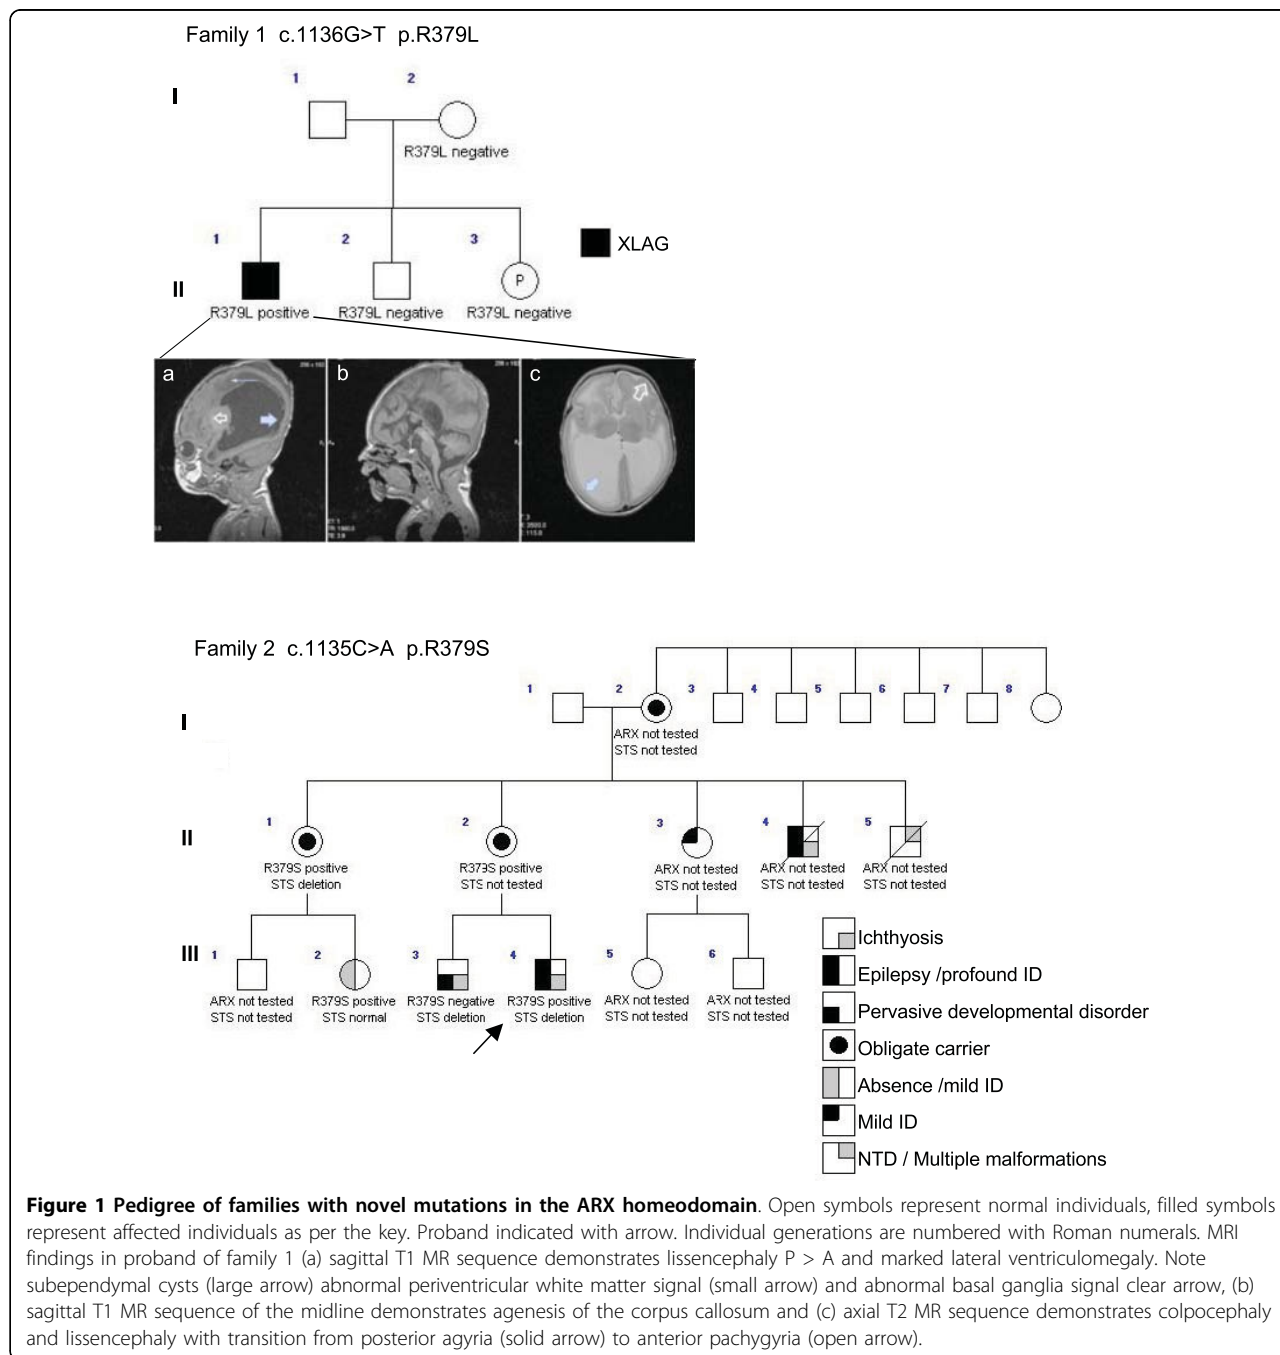 Family 1 c.1136G>T p.R379L
1 2
I
R379L negative
1 2 3
XLAG
P
II
R379L positive R379L negative R379L negative
a b c
Family 2 c.1135C>A p.R379S
1 2 3 4 5 6 7 8
I
ARX not tested
STS not tested
1 2 3 4 5
II
R379S positive R379S positive ARX not tested ARX not tested ARX not tested
STS deletion STS not tested STS not tested STS not tested STS not tested
III 1 2 3 4 5 6
ARX not tested R379S positive R379S negative R379S positive ARX not tested ARX not tested
STS not tested STS normal STS deletion STS deletion STS not tested STS not tested
Ichthyosis
Epilepsy /profound ID
Pervasive developmental disorder
Obligate carrier
Absence /mild ID
Mild ID
NTD / Multiple malformations
Figure 1 Pedigree of families with novel mutations in the ARX homeodomain. Open symbols represent normal individuals, filled symbols
represent affected individuals as per the key. Proband indicated with arrow. Individual generations are numbered with Roman numerals. MRI
findings in proband of family 1 (a) sagittal T1 MR sequence demonstrates lissencephaly P > A and marked lateral ventriculomegaly. Note
subependymal cysts (large arrow) abnormal periventricular white matter signal (small arrow) and abnormal basal ganglia signal clear arrow, (b)
sagittal T1 MR sequence of the midline demonstrates agenesis of the corpus callosum and (c) axial T2 MR sequence demonstrates colpocephaly
and lissencephaly with transition from posterior agyria (solid arrow) to anterior pachygyria (open arrow).